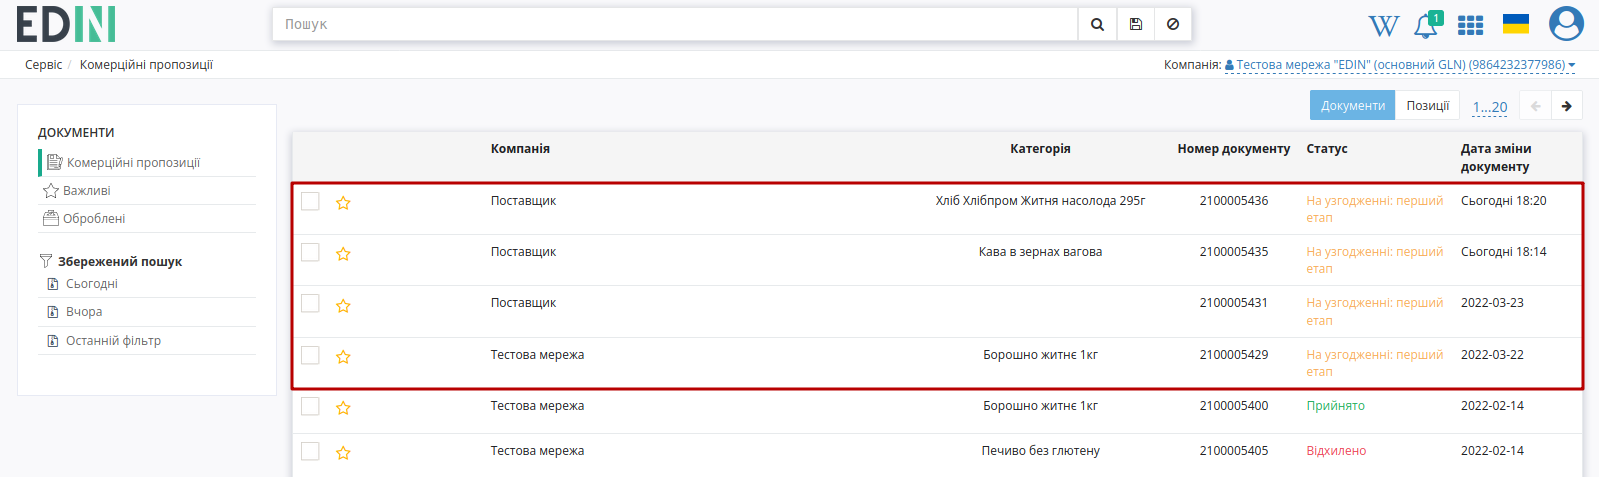 EDIN
Пошук
W
1
Сервіс / Комерційні пропозиції
Компанія: Тестова мережа "EDIN" (основний GLN) (9864232377986)
Документи Позиції 1...20
ДОКУМЕНТИ
Комерційні пропозиції
Важливі
Оброблені
Збережений пошук
Сьогодні
Вчора
Останній фільтр
Компанія Категорія Номер документу Статус Дата зміни
документу
Поставщик Хліб Хлібпром Житня насолода 295г 2100005436 На узгодженні: перший Сьогодні 18:20
етап
Поставщик Кава в зернах вагова 2100005435 На узгодженні: перший Сьогодні 18:14
етап
Поставщик 2100005431 На узгодженні: перший 2022-03-23
етап
Тестова мережа Борошно житнє 1кг 2100005429 На узгодженні: перший 2022-03-22
етап
Тестова мережа Борошно житнє 1кг 2100005400 Прийнято 2022-02-14
Тестова мережа Печиво без глютену 2100005405 Відхилено 2022-02-14